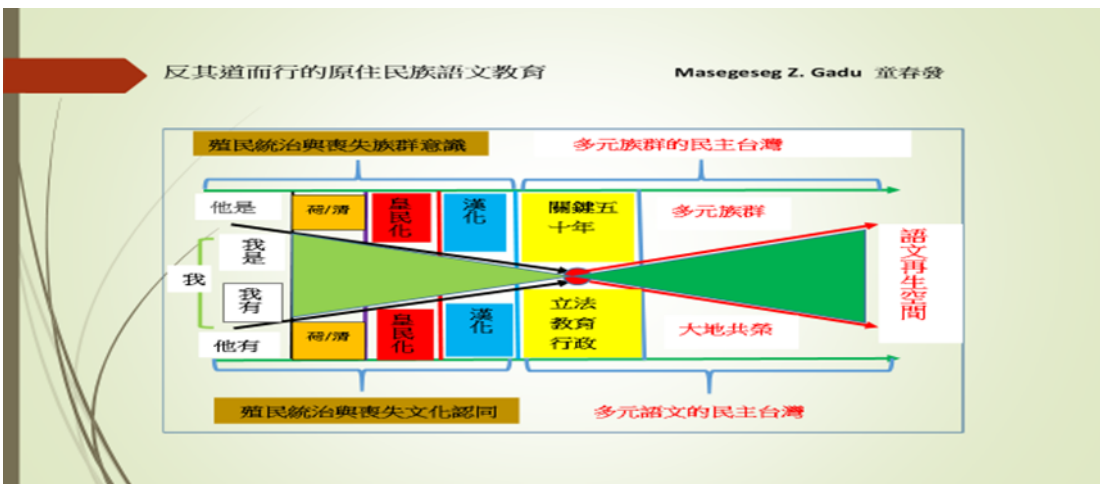 反其道而行的原住民族語文教育
Masegeseg Z. Gadu 童春發
殖民統治與喪失族群意識
多元族群的民主台灣
他是
荷/清
皇民化
漢化
關鍵五
十年
多元族群
我是
我
我有
他有
荷/清
皇民化
漢化
立法
教育
行政
大地共榮
語文再生空間
殖民統治與喪失文化認同
多元語文的民主台灣